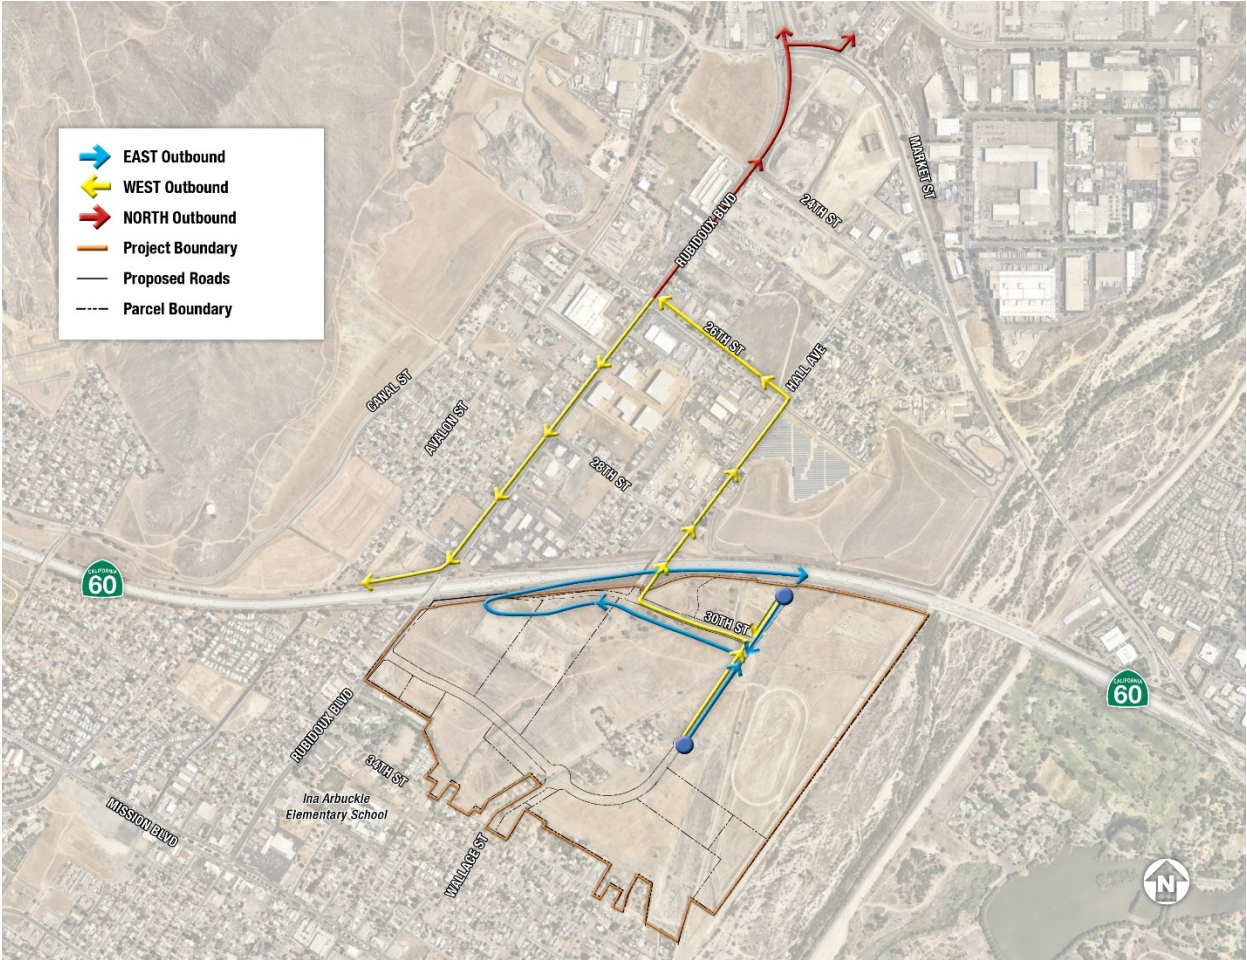 EAST Outbound
WEST Outbound
NORTH Outbound
Project Boundary
Proposed Roads
Parcel Boundary
MARKET ST
24TH ST
RUBIDOUX BLVD
26TH ST
HALL AVE
CANAL ST
AVALON ST
28TH ST
CALIFORNIA
60
30TH ST
CALIFORNIA
60
RUBIDOUX BLVD
34TH ST
Ina Arbuckle
Elementary School
MISSION BLVD
WALLACE ST
N